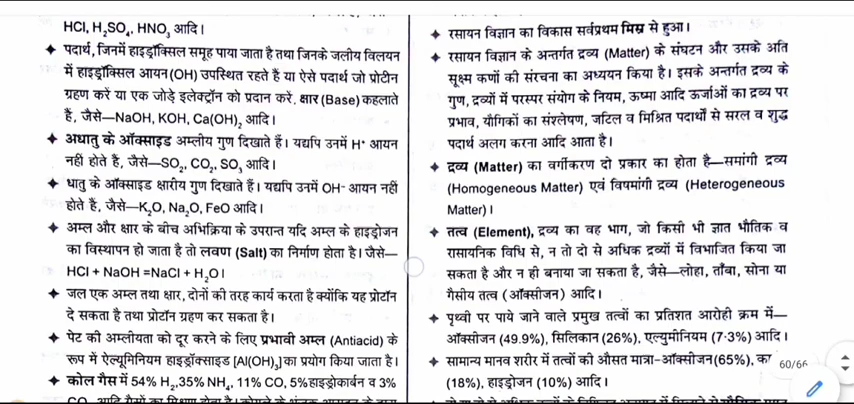 HCl, H₂SO₄, HNO₃ आदि।
✦ पदार्थ, जिनमें हाइड्रॉक्सिल समूह पाया जाता है तथा जिनके जलीय विलयन
में हाइड्रॉक्सिल आयन(OH) उपस्थित रहते हैं या ऐसे पदार्थ जो प्रोटीन
ग्रहण करें या एक जोड़े इलेक्ट्रॉन को प्रदान करें, क्षार (Base) कहलाते
हैं, जैसे—NaOH, KOH, Ca(OH)₂ आदि।
✦ अधातु के ऑक्साइड अम्लीय गुण दिखाते हैं। यद्यपि उनमें H⁺ आयन
नहीं होते हैं, जैसे—SO₂, CO₂, SO₃ आदि।
✦ धातु के ऑक्साइड क्षारीय गुण दिखाते हैं। यद्यपि उनमें OH⁻ आयन नहीं
होते हैं, जैसे—K₂O, Na₂O, FeO आदि।
✦ अम्ल और क्षार के बीच अभिक्रिया के उपरान्त यदि अम्ल के हाइड्रोजन
का विस्थापन हो जाता है तो लवण (Salt) का निर्माण होता है। जैसे—
HCl + NaOH =NaCl + H₂O।
✦ जल एक अम्ल तथा क्षार, दोनों की तरह कार्य करता है क्योंकि यह प्रोटॉन
दे सकता है तथा प्रोटॉन ग्रहण कर सकता है।
✦ पेट की अम्लीयता को दूर करने के लिए प्रभावी अम्ल (Antiacid) के
रूप में ऐल्यूमिनियम हाइड्रॉक्साइड [Al(OH)₃] का प्रयोग किया जाता है।
✦ कोल गैस में 54% H₂,35% NH₄, 11% CO, 5%हाइड्रोकार्बन व 3%
✦ रसायन विज्ञान का विकास सर्वप्रथम मिस्र से हुआ।
✦ रसायन विज्ञान के अन्तर्गत द्रव्य (Matter) के संघटन और उसके अति
सूक्ष्म कणों की संरचना का अध्ययन किया है। इसके अन्तर्गत द्रव्य के
गुण, द्रव्यों में परस्पर संयोग के नियम, ऊष्मा आदि ऊर्जाओं का द्रव्य पर
प्रभाव, यौगिकों का संश्लेषण, जटिल व मिश्रित पदार्थों से सरल व शुद्ध
पदार्थ अलग करना आदि आता है।
✦ द्रव्य (Matter) का वर्गीकरण दो प्रकार का होता है—समांगी द्रव्य
(Homogeneous Matter) एवं विषमांगी द्रव्य (Heterogeneous
Matter)।
✦ तत्व (Element), द्रव्य का वह भाग, जो किसी भी ज्ञात भौतिक व
रासायनिक विधि से, न तो दो से अधिक द्रव्यों में विभाजित किया जा
सकता है और न ही बनाया जा सकता है, जैसे—लोहा, ताँबा, सोना या
गैसीय तत्व (ऑक्सीजन) आदि।
✦ पृथ्वी पर पाये जाने वाले प्रमुख तत्वों का प्रतिशत आरोही क्रम में—
ऑक्सीजन (49.9%), सिलिकान (26%), एल्युमीनियम (7·3%) आदि।
✦ सामान्य मानव शरीर में तत्वों की औसत मात्रा–ऑक्सीजन(65%), का
(18%), हाइड्रोजन (10%) आदि।
60/66